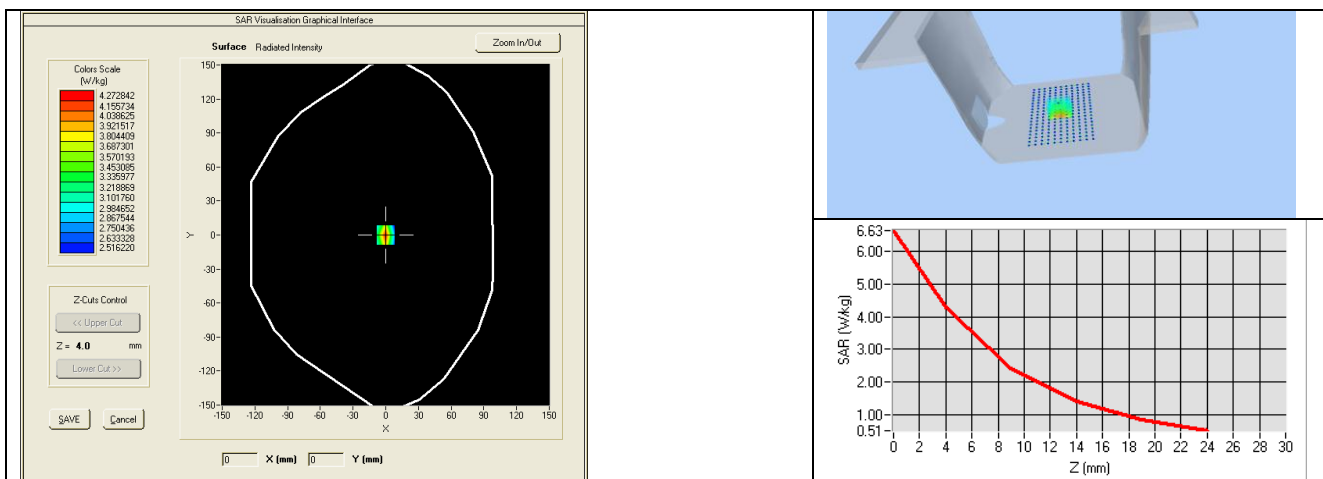 SAR Visualisation Graphical Interface
Surface Radiated Intensity
Zoom In/Out
Colors Scale
(W/kg)
4.272842
4.155734
4.038625
3.921517
3.804409
3.687301
3.570193
3.453085
3.335977
3.218869
3.101760
2.984652
2.867544
2.750436
2.633328
2.516220
Z-Cuts Control
<< Upper Cut
Z = 4.0 mm
Lower Cut >>
SAVE Cancel
Y
150
120
90
60
30
0
-30
-60
-90
-120
-150
-150 -120 -90 -60 -30 0 30 60 90 120 150
X
0 X (mm) 0 Y (mm)
SAR (W/kg)
6.63
6.00
5.00
4.00
3.00
2.00
1.00
0.51
0 2 4 6 8 10 12 14 16 18 20 22 24 26 28 30
Z (mm)